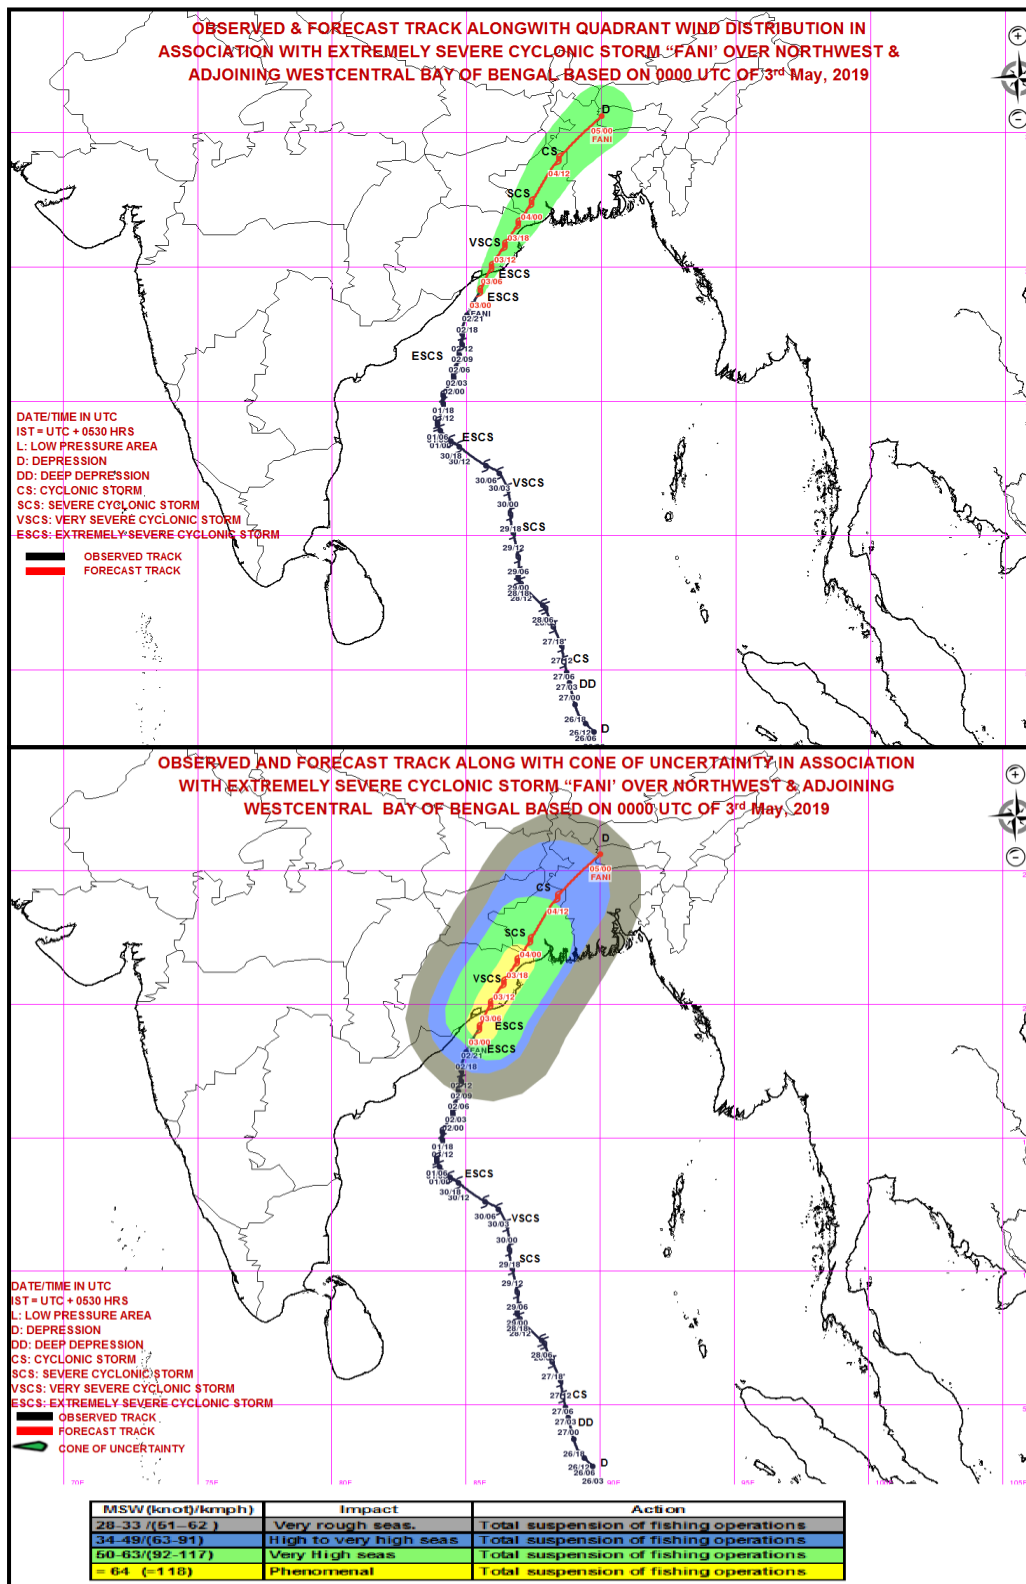 OBSERVED & FORECAST TRACK ALONGWITH QUADRANT WIND DISTRIBUTION IN
ASSOCIATION WITH EXTREMELY SEVERE CYCLONIC STORM "FANI' OVER NORTHWEST &
ADJOINING WESTCENTRAL BAY OF BENGAL BASED ON 0000 UTC OF 3rd May, 2019
D
05/00
FANI
CS
04/12
SCS
04/00
03/18
VSCS
03/12
ESCS
03/06
ESCS
03/00
FANI
02/21
02/18
02/12
ESCS
02/09
02/06
02/03
02/00
01/18
01/12
01/06
ESCS
30/18
30/12
30/06
30/03
VSCS
30/00
29/18
SCS
29/12
29/06
29/00
28/18
28/12
28/06
27/18
27/12
CS
27/06
27/03
DD
27/00
26/18
26/12
D
26/06
DATE/TIME IN UTC
IST = UTC + 0530 HRS
L: LOW PRESSURE AREA
D: DEPRESSION
DD: DEEP DEPRESSION
CS: CYCLONIC STORM
SCS: SEVERE CYCLONIC STORM
VSCS: VERY SEVERE CYCLONIC STORM
ESCS: EXTREMELY SEVERE CYCLONIC STORM
OBSERVED TRACK
FORECAST TRACK
OBSERVED AND FORECAST TRACK ALONG WITH CONE OF UNCERTAINITY IN ASSOCIATION
WITH EXTREMELY SEVERE CYCLONIC STORM "FANI' OVER NORTHWEST & ADJOINING
WESTCENTRAL BAY OF BENGAL BASED ON 0000 UTC OF 3rd May, 2019
D
05/00
FANI
CS
04/12
SCS
04/00
VSCS
03/18
03/12
03/06
ESCS
03/00
FANI
ESCS
02/21
02/18
02/12
02/09
02/06
02/03
02/00
01/18
01/12
01/06
ESCS
30/18
30/12
30/06
30/03
VSCS
30/00
29/18
SCS
29/12
29/06
29/00
28/18
28/12
28/06
27/18
27/12
CS
27/06
27/03
DD
27/00
26/18
26/12
D
26/06
26/03
DATE/TIME IN UTC
IST = UTC + 0530 HRS
L: LOW PRESSURE AREA
D: DEPRESSION
DD: DEEP DEPRESSION
CS: CYCLONIC STORM
SCS: SEVERE CYCLONIC STORM
VSCS: VERY SEVERE CYCLONIC STORM
ESCS: EXTREMELY SEVERE CYCLONIC STORM
OBSERVED TRACK
FORECAST TRACK
CONE OF UNCERTAINTY
70E 75E 80E 85E 90E 95E 100E 105E
MSW(knot)/kmph) Impact Action
28-33 /(51–62 ) Very rough seas. Total suspension of fishing operations
34-49/(63-91) High to very high seas Total suspension of fishing operations
50-63/(92-117) Very High seas Total suspension of fishing operations
= 64 (=118) Phenomenal Total suspension of fishing operations